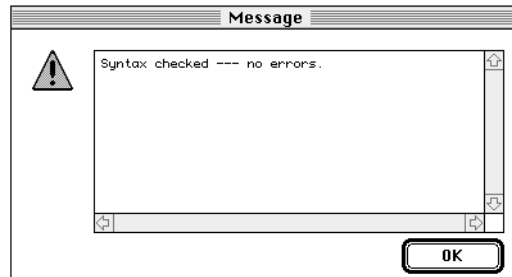 Message
Syntax checked --- no errors.
OK